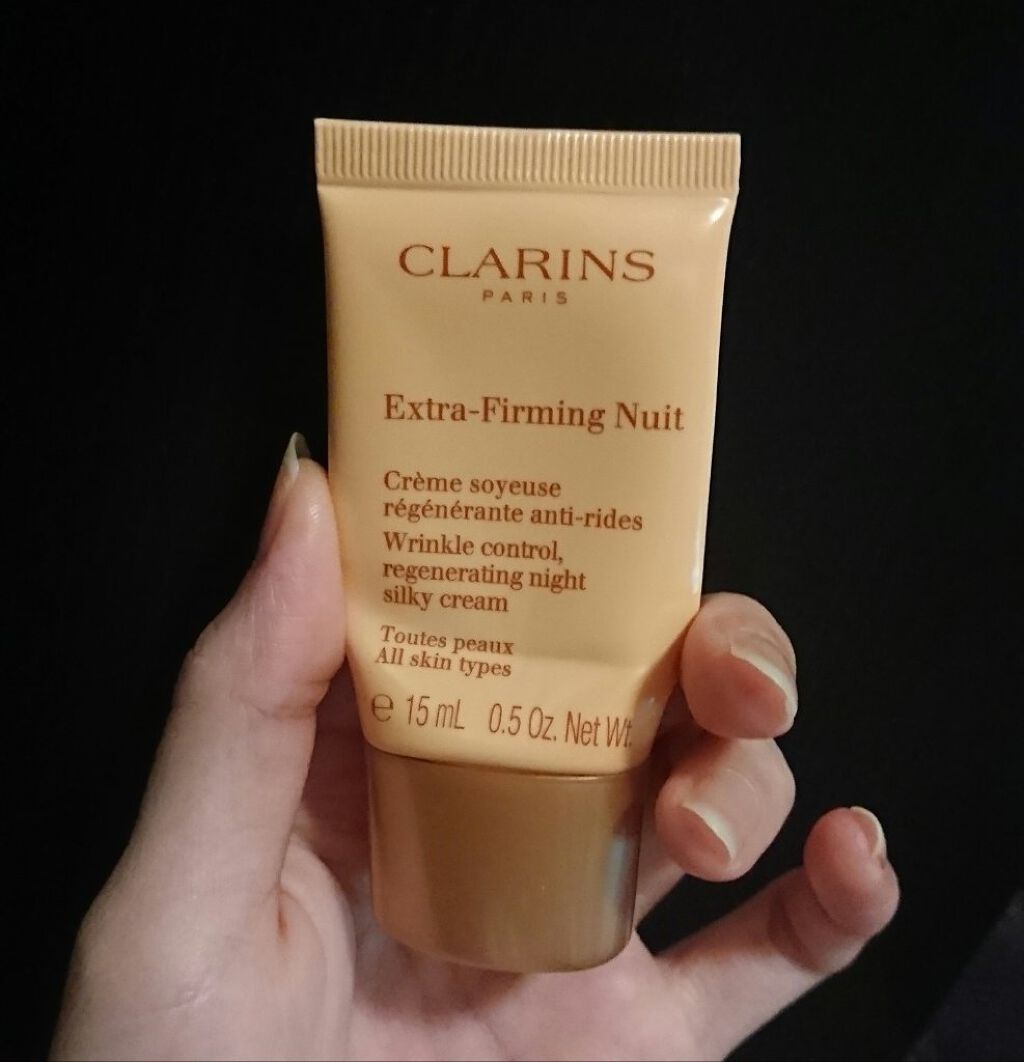 CLARINS
PARIS
Extra-Firming Nuit
Crème soyeuse
régénérante anti-rides
Wrinkle control,
regenerating night
silky cream
Toutes peaux
All skin types
℮ 15 mL 0.5 Oz. Net Wt.